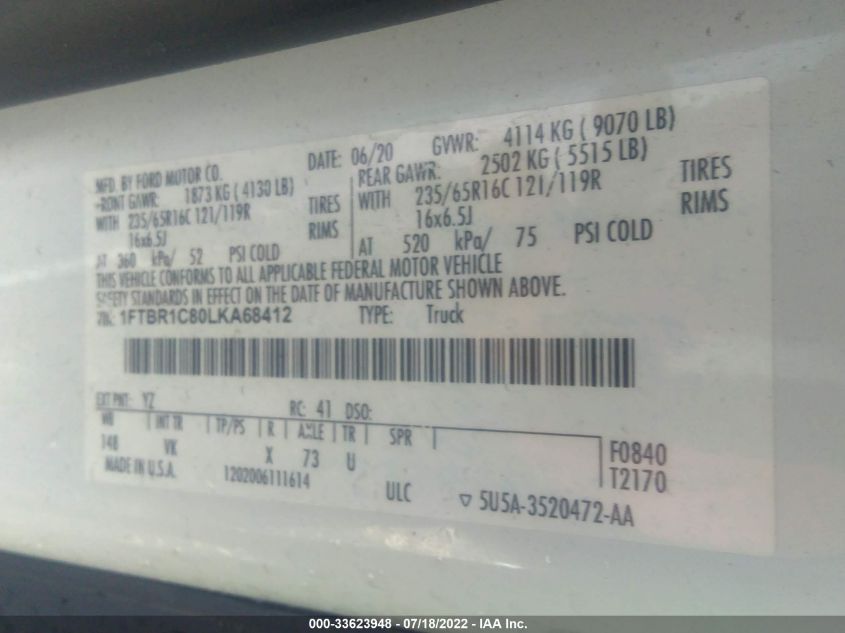 MFD. BY FORD MOTOR CO. DATE: 06/20 GVWR: 4114 KG ( 9070 LB)
FRONT GAWR: 1873 KG ( 4130 LB) REAR GAWR: 2502 KG ( 5515 LB)
WITH 235/65R16C 121/119R TIRES WITH 235/65R16C 121/119R TIRES
16x6.5J RIMS 16x6.5J RIMS
AT 360 kPa/ 52 PSI COLD AT 520 kPa/ 75 PSI COLD
THIS VEHICLE CONFORMS TO ALL APPLICABLE FEDERAL MOTOR VEHICLE
SAFETY STANDARDS IN EFFECT ON THE DATE OF MANUFACTURE SHOWN ABOVE.
VIN: 1FTBR1C80LKA68412 TYPE: Truck
EXT PNT: YZ RC: 41 DSO:
WB INT TR TP/PS R AXLE TR SPR
148 VK X 73 U
F0840
T2170
MADE IN U.S.A. 1202006111614 ULC 5U5A-3520472-AA
000-33623948 - 07/18/2022 - IAA Inc.